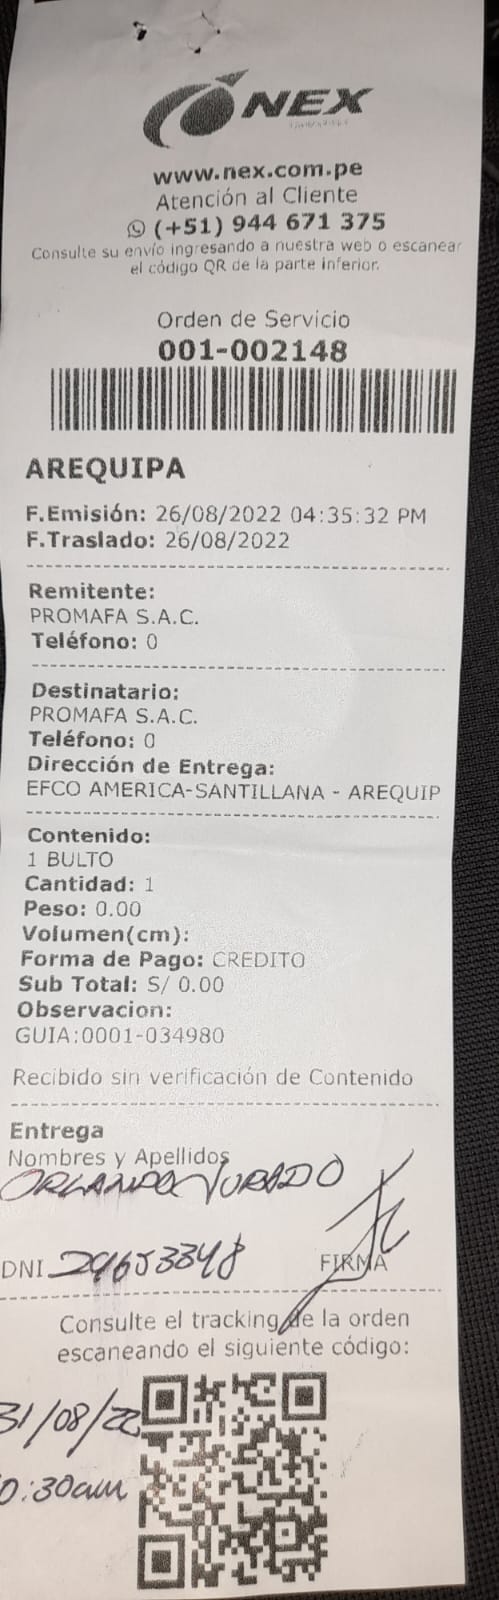 NEX
www.nex.com.pe
Atención al Cliente
(+51) 944 671 375
Consulte su envío ingresando a nuestra web o escanear
el código QR de la parte inferior.
Orden de Servicio
001-002148
AREQUIPA
F.Emisión: 26/08/2022 04:35:32 PM
F.Traslado: 26/08/2022
Remitente:
PROMAFA S.A.C.
Teléfono: 0
Destinatario:
PROMAFA S.A.C.
Teléfono: 0
Dirección de Entrega:
EFCO AMERICA-SANTILLANA - AREQUIP
Contenido:
1 BULTO
Cantidad: 1
Peso: 0.00
Volumen(cm):
Forma de Pago: CREDITO
Sub Total: S/ 0.00
Observacion:
GUIA:0001-034980
Recibido sin verificación de Contenido
Entrega
Nombres y Apellidos
ORLANDO JURADO
DNI 29653348 FIRMA
Consulte el tracking de la orden
escaneando el siguiente código:
31/08/22
0:30am